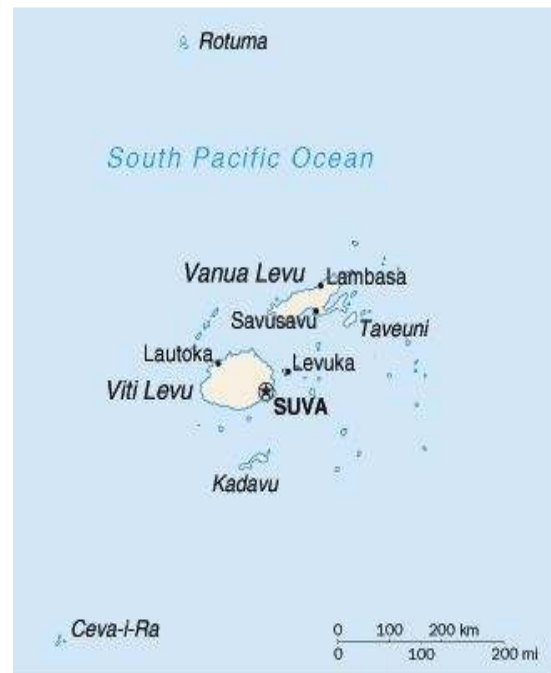 Rotuma
South Pacific Ocean
Vanua Levu
Lambasa
Savusavu
Taveuni
Lautoka
Levuka
Viti Levu
SUVA
Kadavu
Ceva-I-Ra
0 100 200 km
0 100 200 mi